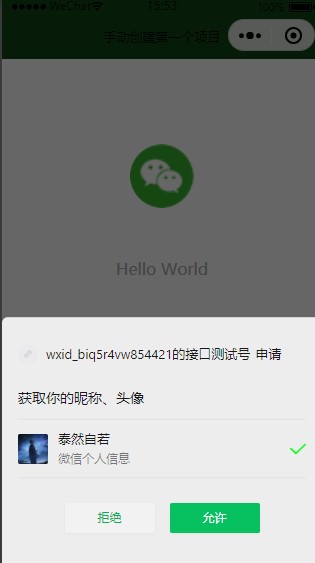 WeChat 15:53 100%
手动创建第一个项目
Hello World
wxid_biq5r4vw854421的接口测试号 申请
获取你的昵称、头像
泰然自若
微信个人信息
拒绝 允许